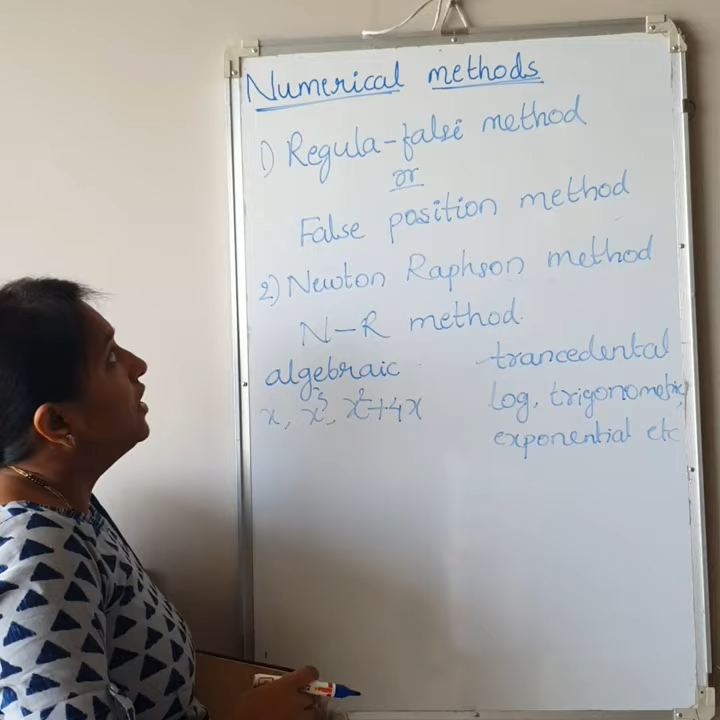 Numerical methods
1) Regula-falsi method
or
False position method
2) Newton Raphson method
N-R method.
algebraic trancedental
x, x³, x²+4x log, trigonometric,
exponential etc